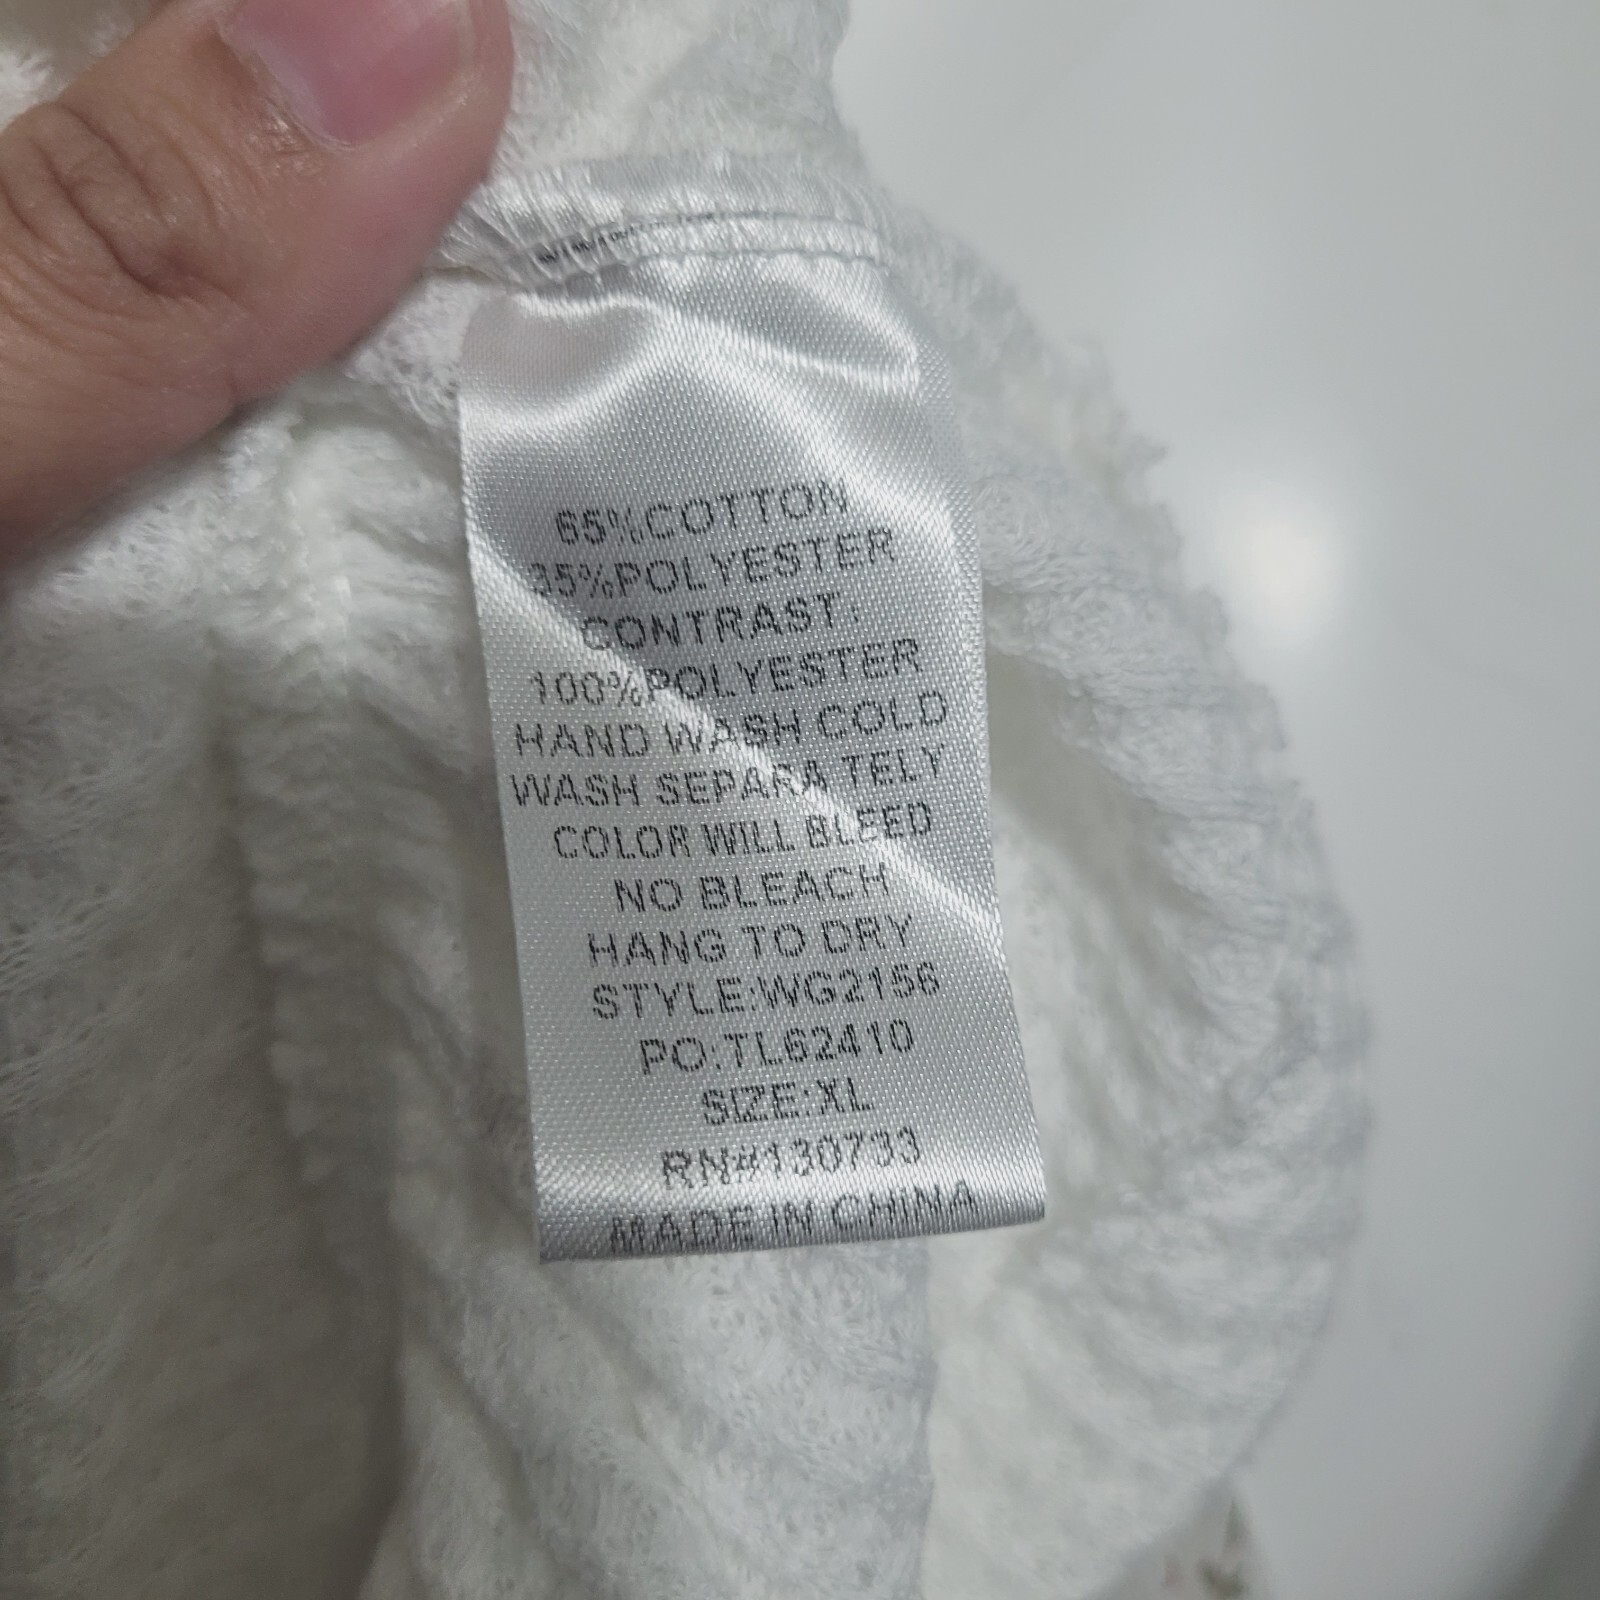 65%COTTON
35%POLYESTER
CONTRAST:
100%POLYESTER
HAND WASH COLD
WASH SEPARA TELY
COLOR WILL BLEED
NO BLEACH
HANG TO DRY
STYLE:WG2156
PO:TL62410
SIZE:XL
RN#130733
MADE IN CHINA